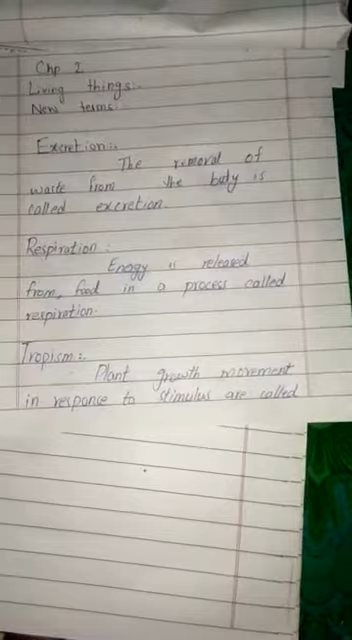 Chp 2
Living things:.
New terms:
Excretion:.
The removal of
waste from the body is
called excretion
Respiration:
Enagy is released
from, food in a process called
respiration.
Tropism:.
Plant growth movement
in responce to stimulus are called